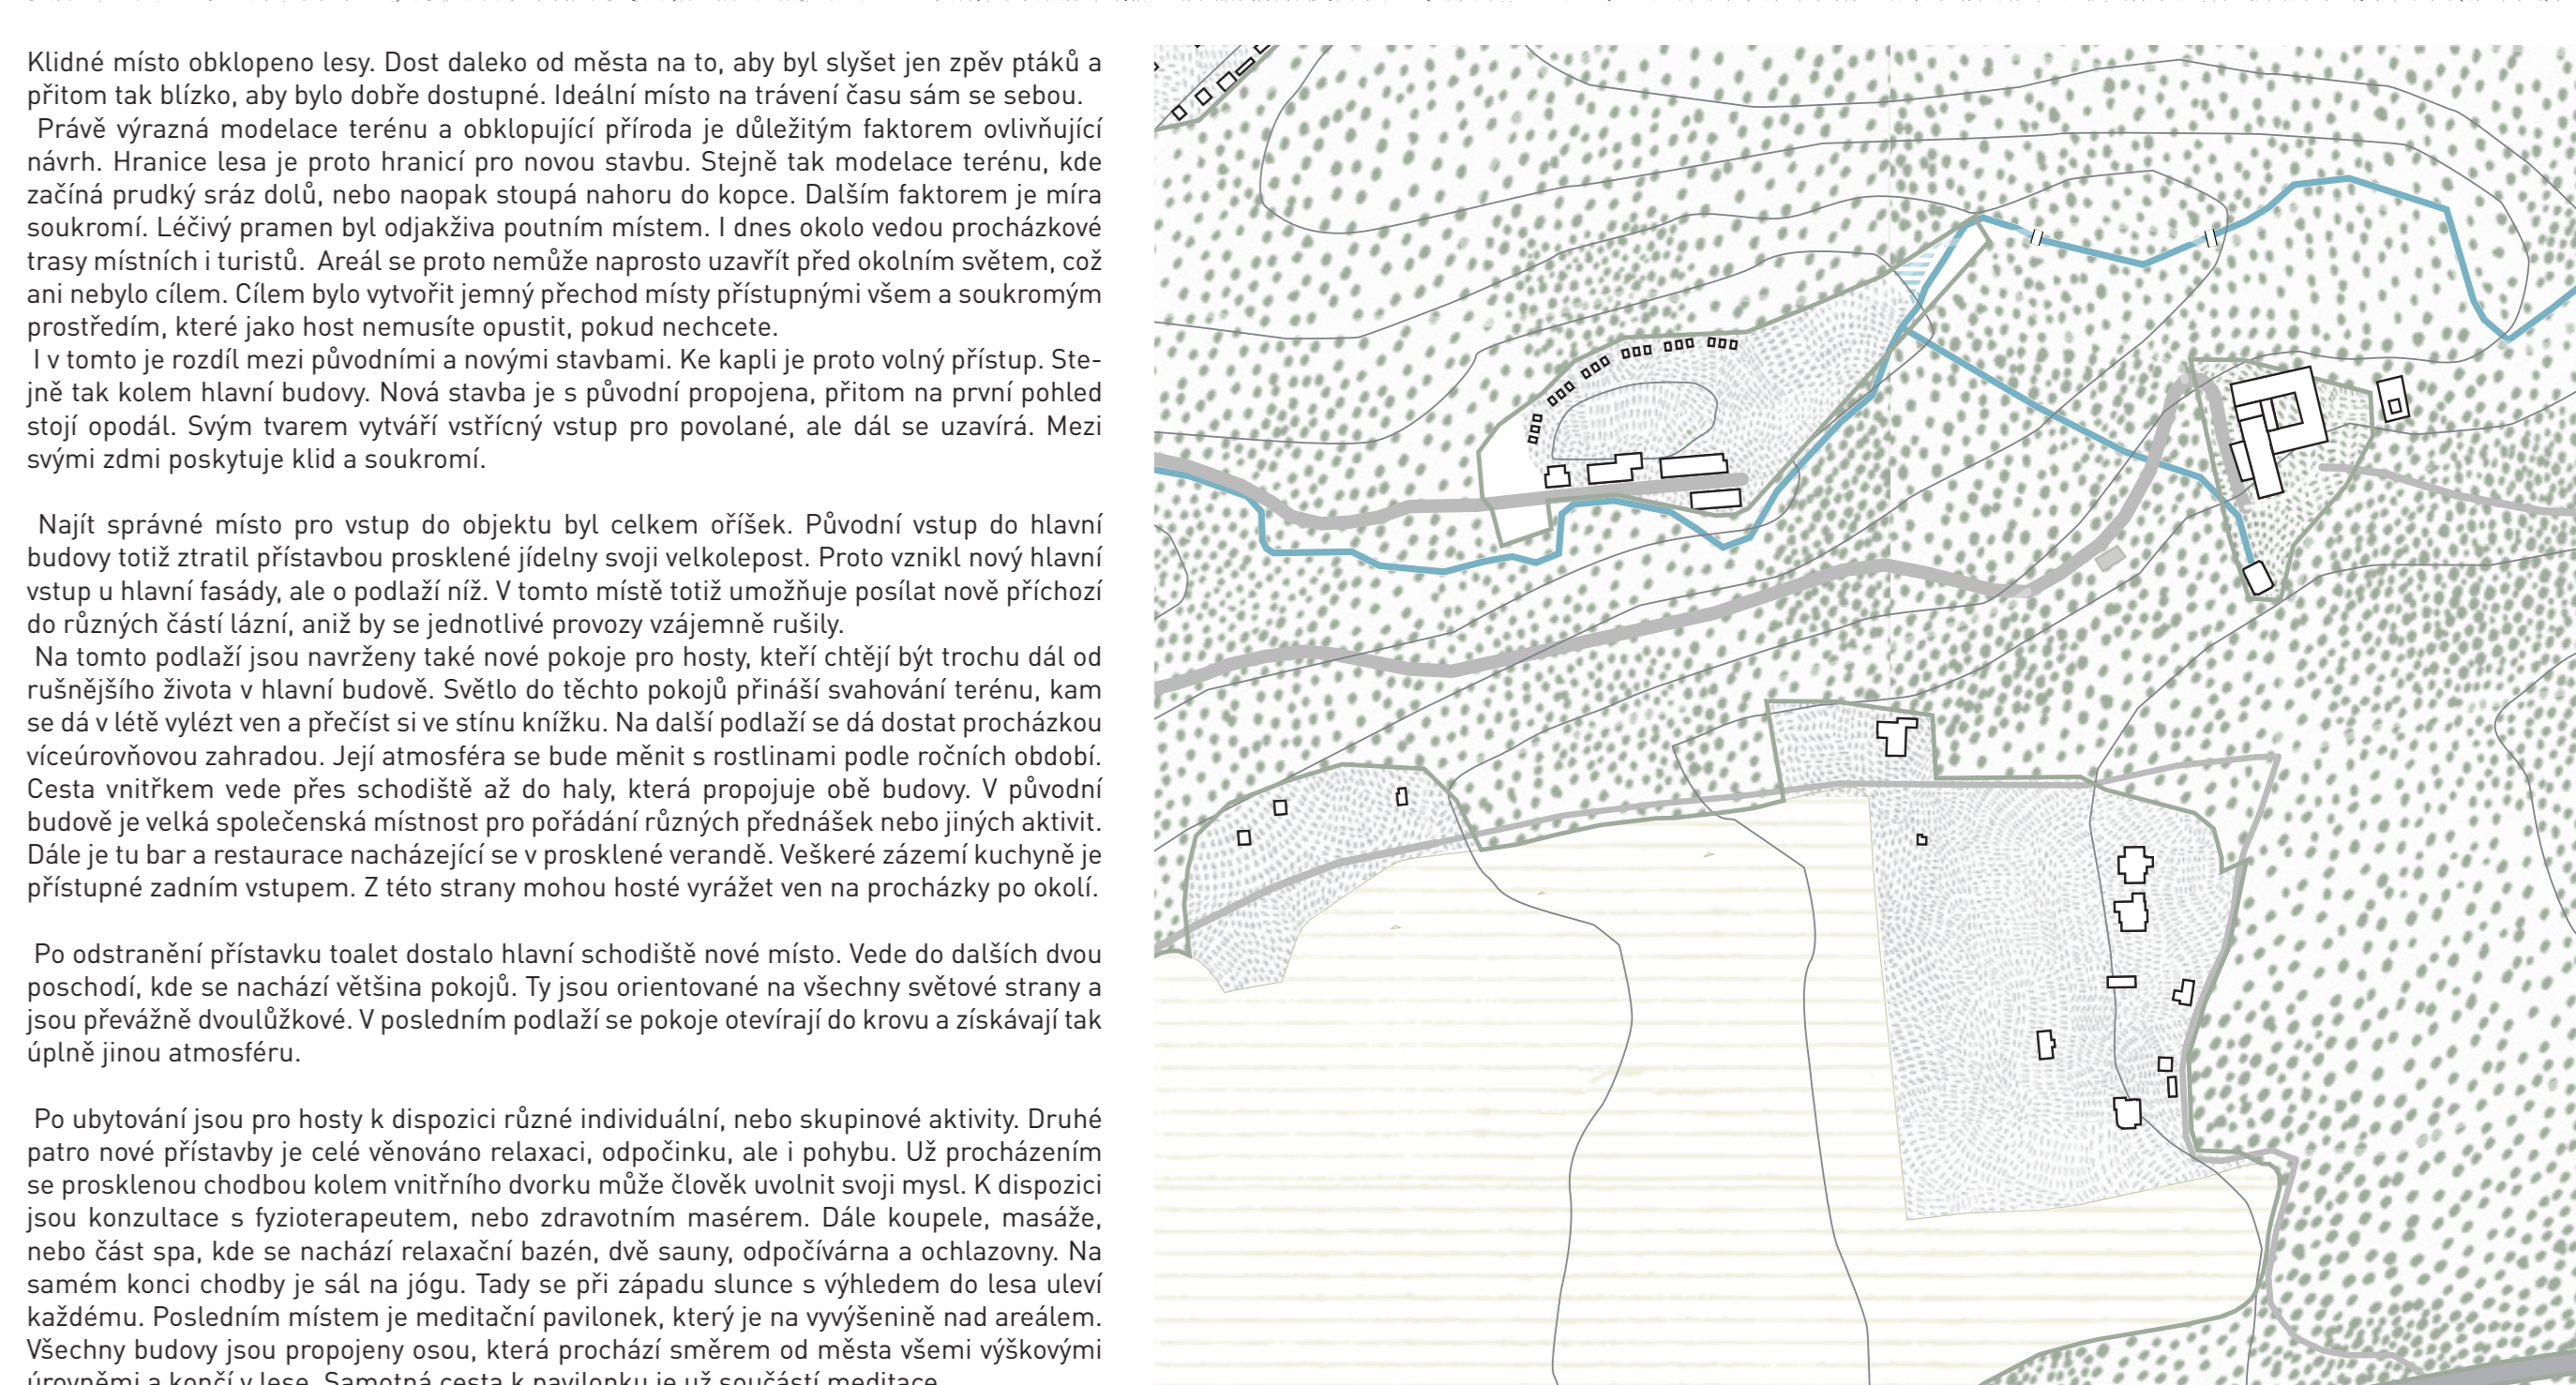 Klidné místo obklopeno lesy. Dost daleko od města na to, aby byl slyšet jen zpěv ptáků a
přitom tak blízko, aby bylo dobře dostupné. Ideální místo na trávení času sám se sebou.
Právě výrazná modelace terénu a obklopující příroda je důležitým faktorem ovlivňující
návrh. Hranice lesa je proto hranicí pro novou stavbu. Stejně tak modelace terénu, kde
začíná prudký sráz dolů, nebo naopak stoupá nahoru do kopce. Dalším faktorem je míra
soukromí. Léčivý pramen byl odjakživa poutním místem. I dnes okolo vedou procházkové
trasy místních i turistů. Areál se proto nemůže naprosto uzavřít před okolním světem, což
ani nebylo cílem. Cílem bylo vytvořit jemný přechod místy přístupnými všem a soukromým
prostředím, které jako host nemusíte opustit, pokud nechcete.
I v tomto je rozdíl mezi původními a novými stavbami. Ke kapli je proto volný přístup. Ste-
jně tak kolem hlavní budovy. Nová stavba je s původní propojena, přitom na první pohled
stojí opodál. Svým tvarem vytváří vstřícný vstup pro povolané, ale dál se uzavírá. Mezi
svými zdmi poskytuje klid a soukromí.
Najít správné místo pro vstup do objektu byl celkem oříšek. Původní vstup do hlavní
budovy totiž ztratil přístavbou prosklené jídelny svoji velkolepost. Proto vznikl nový hlavní
vstup u hlavní fasády, ale o podlaží níž. V tomto místě totiž umožňuje posílat nově příchozí
do různých částí lázní, aniž by se jednotlivé provozy vzájemně rušily.
Na tomto podlaží jsou navrženy také nové pokoje pro hosty, kteří chtějí být trochu dál od
rušnějšího života v hlavní budově. Světlo do těchto pokojů přináší svahování terénu, kam
se dá v létě vylézt ven a přečíst si ve stínu knížku. Na další podlaží se dá dostat procházkou
víceúrovňovou zahradou. Její atmosféra se bude měnit s rostlinami podle ročních období.
Cesta vnitřkem vede přes schodiště až do haly, která propojuje obě budovy. V původní
budově je velká společenská místnost pro pořádání různých přednášek nebo jiných aktivit.
Dále je tu bar a restaurace nacházející se v prosklené verandě. Veškeré zázemí kuchyně je
přístupné zadním vstupem. Z této strany mohou hosté vyrážet ven na procházky po okolí.
Po odstranění přístavku toalet dostalo hlavní schodiště nové místo. Vede do dalších dvou
poschodí, kde se nachází většina pokojů. Ty jsou orientované na všechny světové strany a
jsou převážně dvoulůžkové. V posledním podlaží se pokoje otevírají do krovu a získávají tak
úplně jinou atmosféru.
Po ubytování jsou pro hosty k dispozici různé individuální, nebo skupinové aktivity. Druhé
patro nové přístavby je celé věnováno relaxaci, odpočinku, ale i pohybu. Už procházením
se prosklenou chodbou kolem vnitřního dvorku může člověk uvolnit svoji mysl. K dispozici
jsou konzultace s fyzioterapeutem, nebo zdravotním masérem. Dále koupele, masáže,
nebo část spa, kde se nachází relaxační bazén, dvě sauny, odpočívárna a ochlazovny. Na
samém konci chodby je sál na jógu. Tady se při západu slunce s výhledem do lesa uleví
každému. Posledním místem je meditační pavilonek, který je na vyvýšenině nad areálem.
Všechny budovy jsou propojeny osou, která prochází směrem od města všemi výškovými
úrovněmi a končí v lese. Samotná cesta k pavilonku je už součástí meditace.